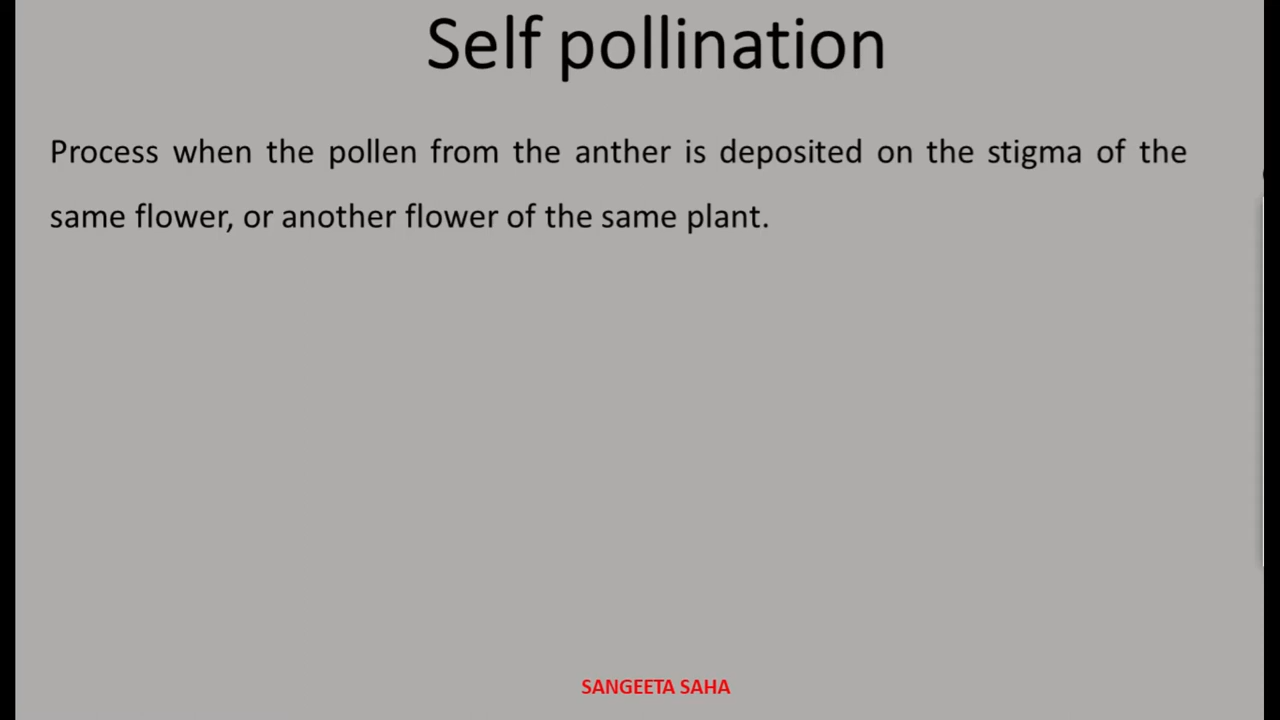 Self pollination
Process when the pollen from the anther is deposited on the stigma of the
same flower, or another flower of the same plant.
SANGEETA SAHA